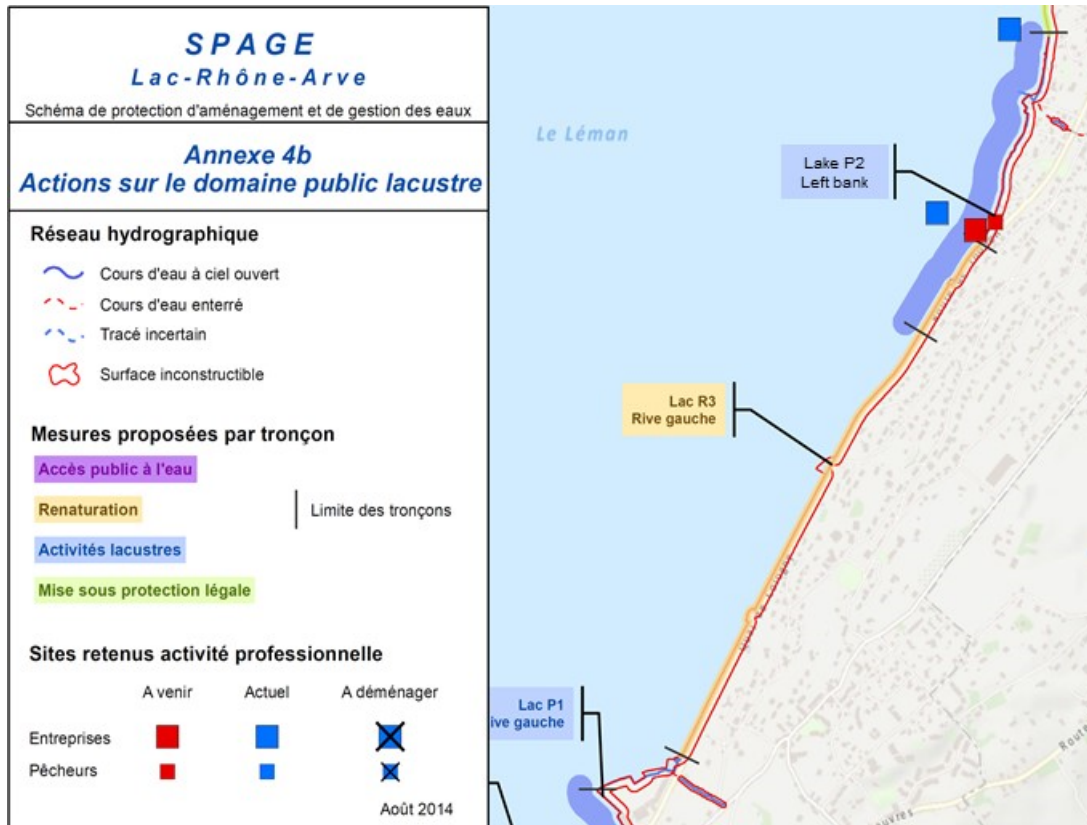 SPAGE
Lac-Rhône-Arve
Schéma de protection d'aménagement et de gestion des eaux
Annexe 4b
Actions sur le domaine public lacustre
Réseau hydrographique
Cours d'eau à ciel ouvert
Cours d'eau enterré
Tracé incertain
Surface inconstructible
Mesures proposées par tronçon
Accès public à l'eau
Renaturation
Limite des tronçons
Activités lacustres
Mise sous protection légale
Sites retenus activité professionnelle
A venir Actuel A déménager
Entreprises
Pêcheurs
Août 2014
Le Léman
Lake P2
Left bank
Lac R3
Rive gauche
Lac P1
ive gauche